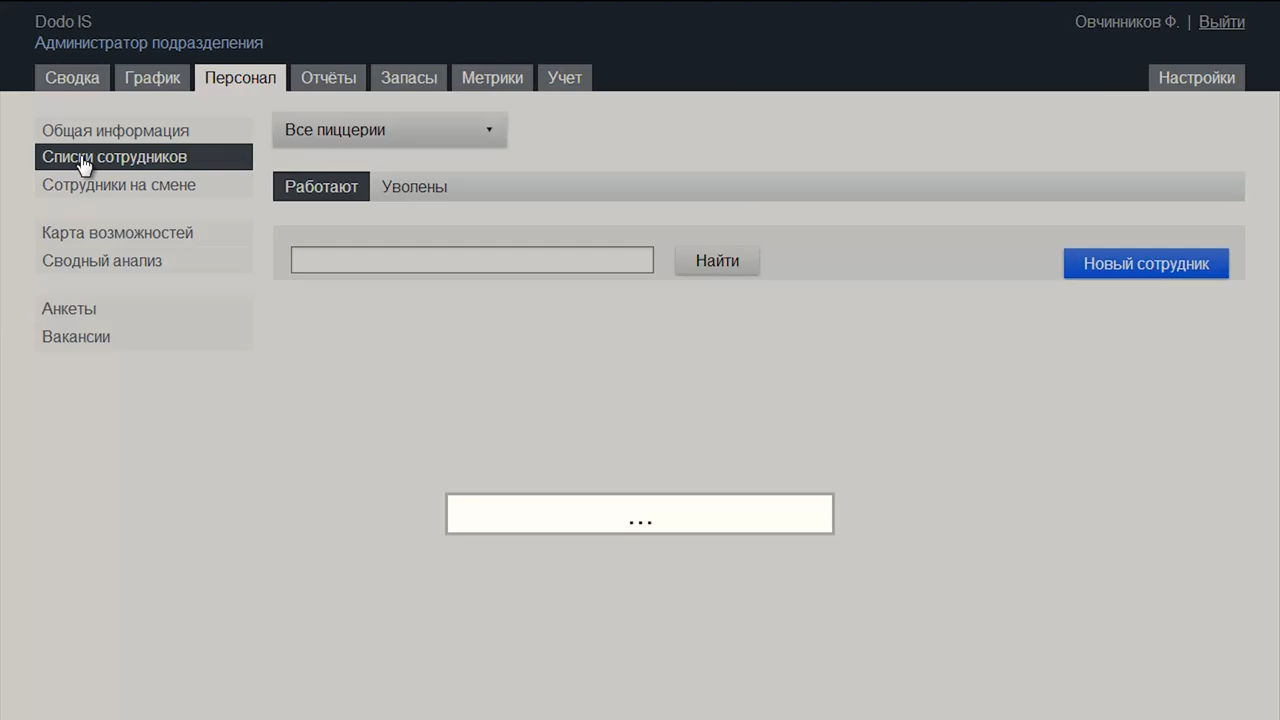 Dodo IS
Администратор подразделения
Овчинников Ф. | Выйти
Сводка График Персонал Отчёты Запасы Метрики Учет Настройки
Общая информация
Списки сотрудников
Сотрудники на смене
Карта возможностей
Сводный анализ
Анкеты
Вакансии
Все пиццерии
Работают Уволены
Найти Новый сотрудник
...